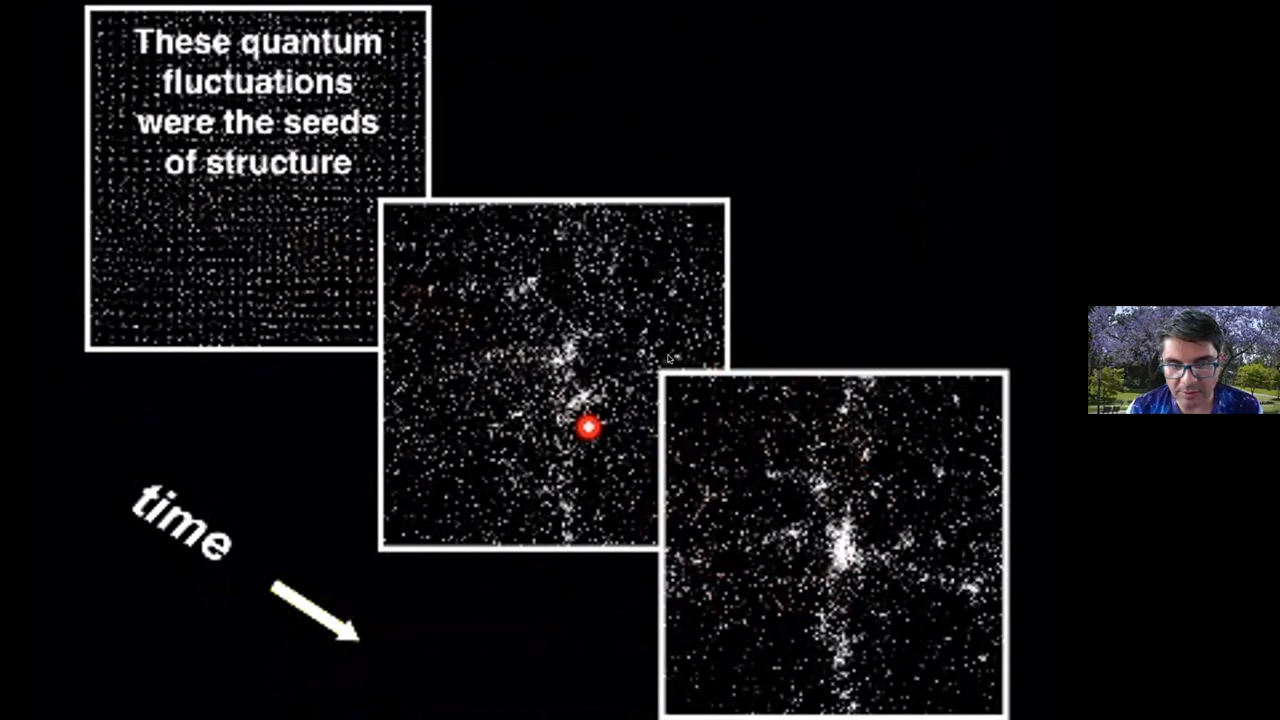 These quantum
fluctuations
were the seeds
of structure
time